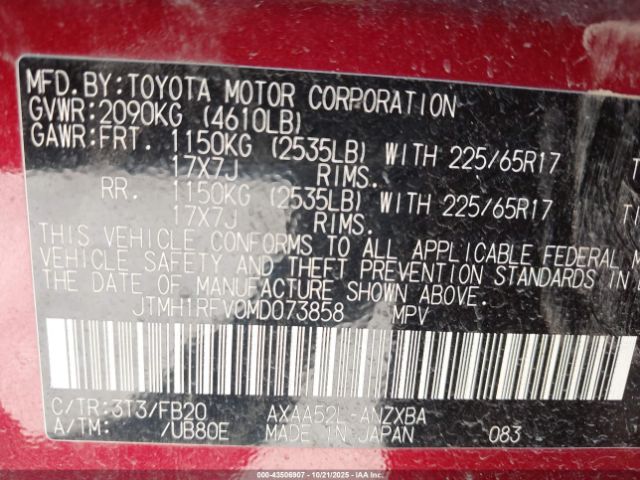 MFD.BY:TOYOTA MOTOR CORPORATION
GVWR:2090KG (4610LB)
GAWR:FRT. 1150KG (2535LB) WITH 225/65R17
17X7J RIMS.
RR. 1150KG (2535LB) WITH 225/65R17
17X7J RIMS.
THIS VEHICLE CONFORMS TO ALL APPLICABLE FEDERAL
VEHICLE SAFETY AND THEFT PREVENTION STANDARDS IN
THE DATE OF MANUFACTURE SHOWN ABOVE.
JTMH1RFV0MD073858 MPV
C/TR:3T3/FB20 AXAA52L-ANZXBA
A/TM: /UB80E MADE IN JAPAN 083
000-43506907 - 10/21/2025 - IAAI.COM